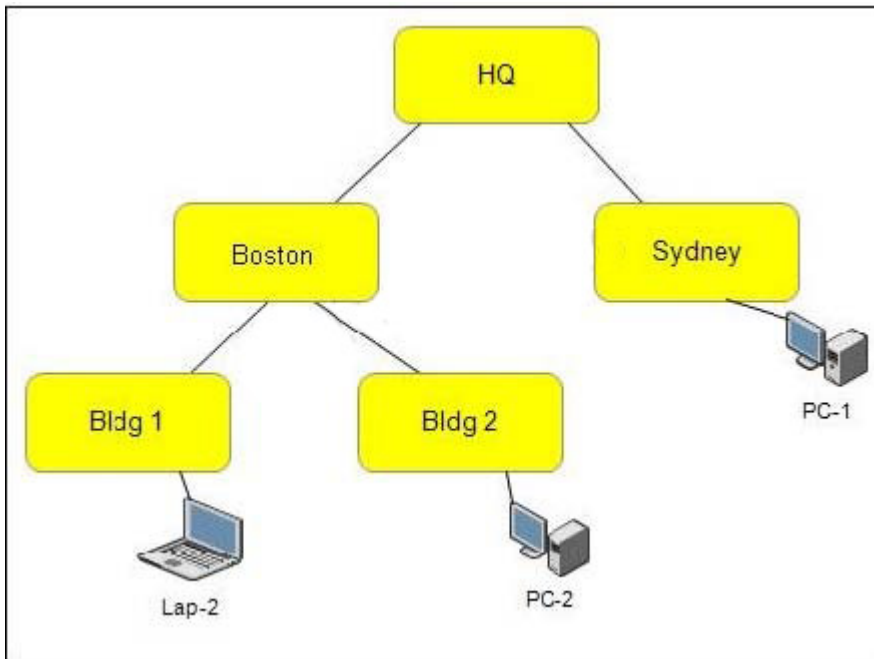 HQ
Boston
Sydney
PC-1
Bldg 1
Bldg 2
Lap-2
PC-2